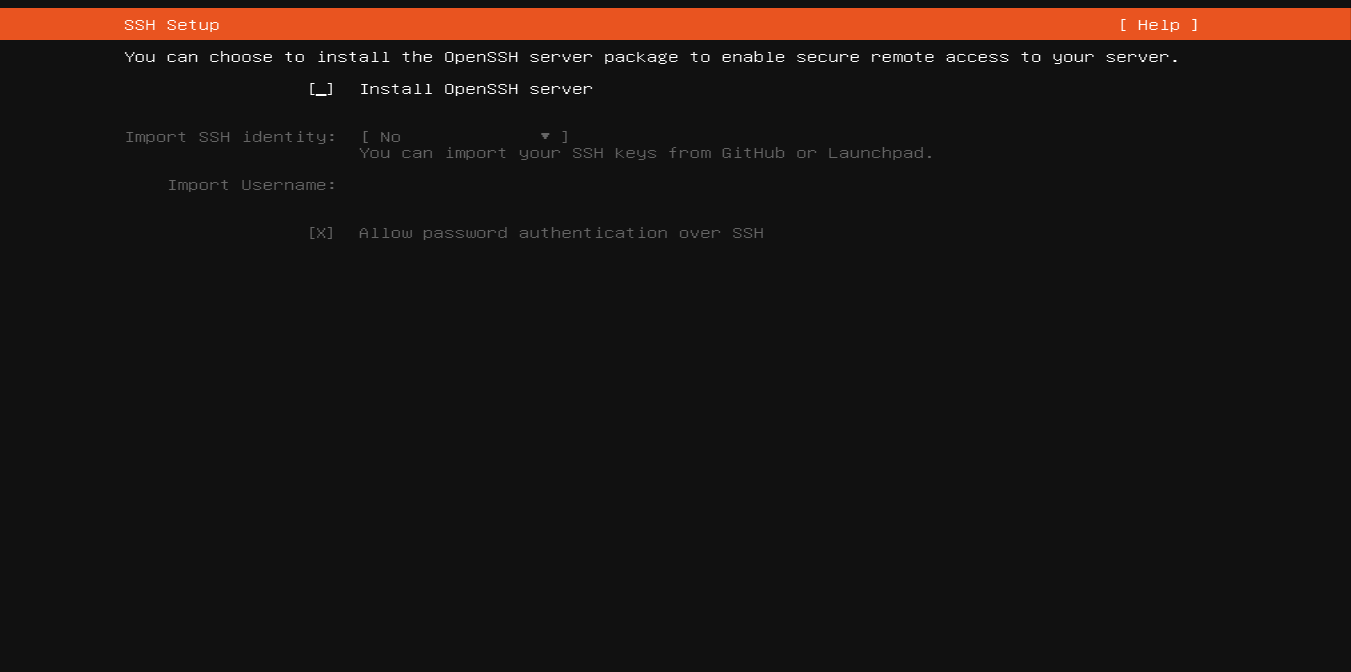 SSH Setup [ Help ]
You can choose to install the OpenSSH server package to enable secure remote access to your server.
[_] Install OpenSSH server
Import SSH identity: [ No ▾ ]
You can import your SSH keys from GitHub or Launchpad.
Import Username:
[X] Allow password authentication over SSH